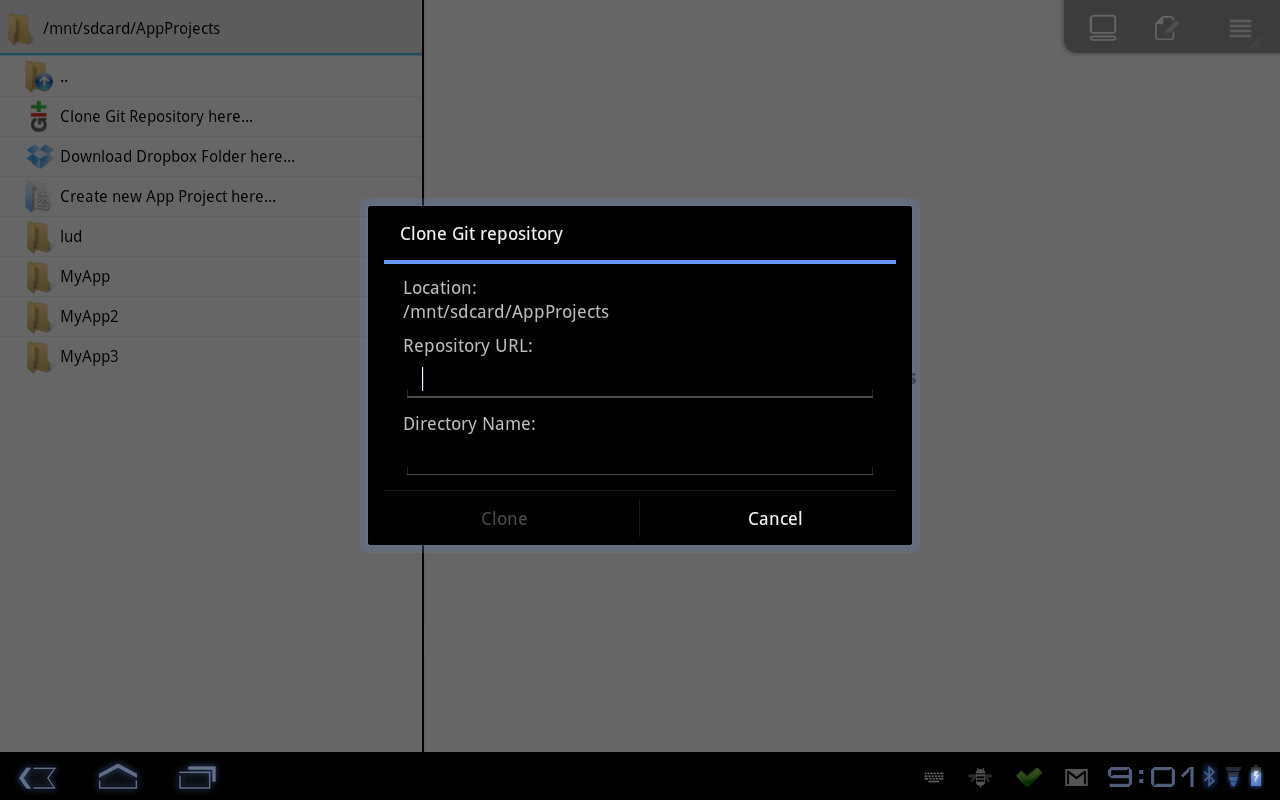 /mnt/sdcard/AppProjects
..
Clone Git Repository here...
Download Dropbox Folder here...
Create new App Project here...
lud
MyApp
MyApp2
MyApp3
Clone Git repository
Location:
/mnt/sdcard/AppProjects
Repository URL:
Directory Name:
Clone
Cancel
9:01